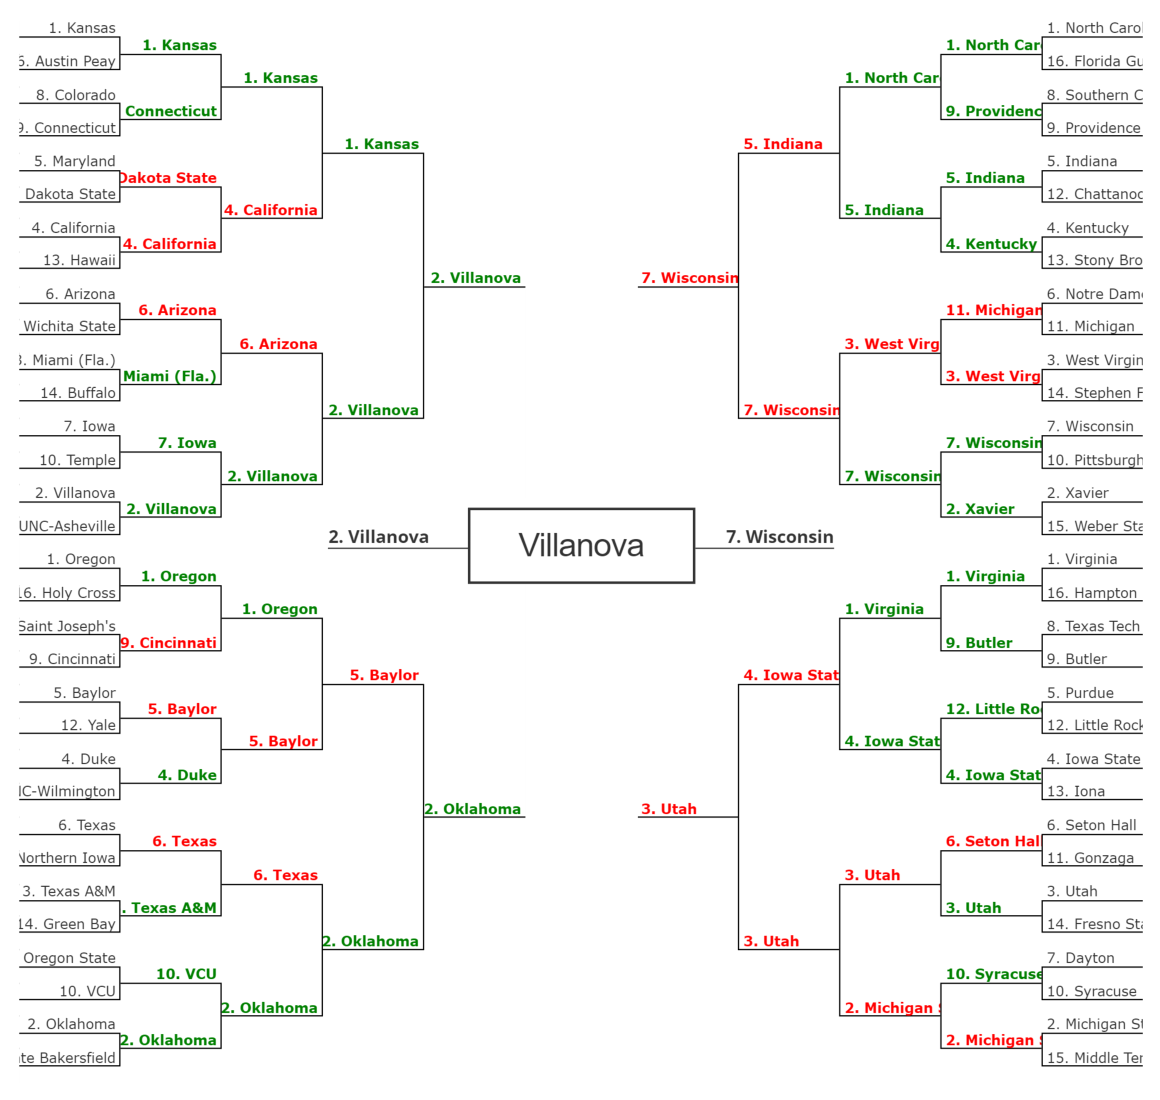 1. Kansas
6. Austin Peay
8. Colorado
9. Connecticut
5. Maryland
Dakota State
4. California
13. Hawaii
6. Arizona
Wichita State
3. Miami (Fla.)
14. Buffalo
7. Iowa
10. Temple
2. Villanova
UNC-Asheville
1. Oregon
16. Holy Cross
Saint Joseph's
9. Cincinnati
5. Baylor
12. Yale
4. Duke
NC-Wilmington
6. Texas
Northern Iowa
3. Texas A&M
14. Green Bay
Oregon State
10. VCU
2. Oklahoma
te Bakersfield
1. Kansas
Connecticut
Dakota State
4. California
6. Arizona
Miami (Fla.)
7. Iowa
2. Villanova
1. Oregon
9. Cincinnati
5. Baylor
4. Duke
6. Texas
. Texas A&M
10. VCU
2. Oklahoma
1. Kansas
4. California
6. Arizona
2. Villanova
1. Oregon
5. Baylor
6. Texas
2. Oklahoma
1. Kansas
2. Villanova
5. Baylor
2. Oklahoma
2. Villanova
2. Oklahoma
2. Villanova
Villanova
7. Wisconsin
7. Wisconsin
3. Utah
5. Indiana
7. Wisconsin
4. Iowa Stat
3. Utah
1. North Car
5. Indiana
3. West Virg
7. Wisconsin
1. Virginia
4. Iowa Stat
3. Utah
2. Michigan S
1. North Car
9. Providenc
5. Indiana
4. Kentucky
11. Michigan
3. West Virg
7. Wisconsin
2. Xavier
1. Virginia
9. Butler
12. Little Ro
4. Iowa Stat
6. Seton Hal
3. Utah
10. Syracuse
2. Michigan S
1. North Carol
16. Florida Gu
8. Southern C
9. Providence
5. Indiana
12. Chattanoo
4. Kentucky
13. Stony Bro
6. Notre Dame
11. Michigan
3. West Virgin
14. Stephen F
7. Wisconsin
10. Pittsburgh
2. Xavier
15. Weber Sta
1. Virginia
16. Hampton
8. Texas Tech
9. Butler
5. Purdue
12. Little Rock
4. Iowa State
13. Iona
6. Seton Hall
11. Gonzaga
3. Utah
14. Fresno Sta
7. Dayton
10. Syracuse
2. Michigan St
15. Middle Ten